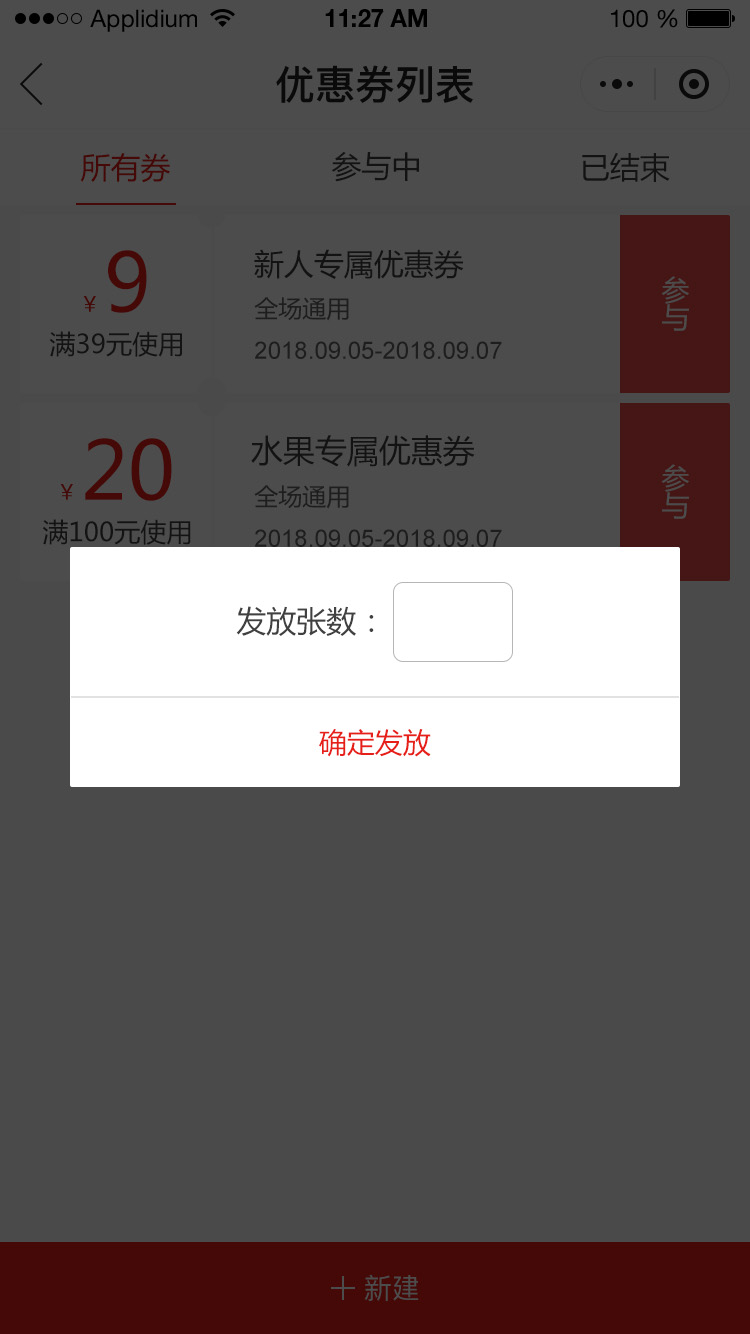 Applidium 11:27 AM 100 %
优惠券列表
所有券 参与中 已结束
¥ 9
满39元使用
新人专属优惠券
全场通用
2018.09.05-2018.09.07
参与
¥ 20
满100元使用
水果专属优惠券
全场通用
2018.09.05-2018.09.07
参与
发放张数：
确定发放
新建